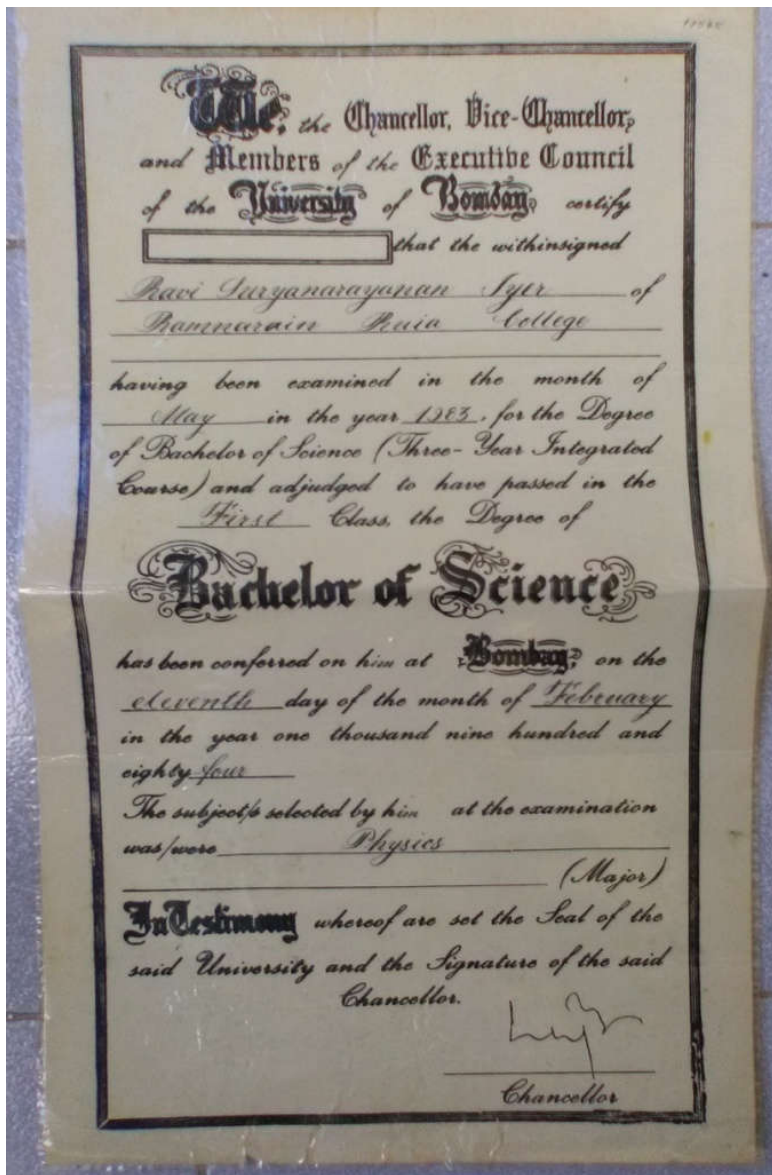 We, the Chancellor, Vice-Chancellor,
and Members of the Executive Council
of the University of Bombay, certify
that the withinsigned
Ravi Suryanarayanan Iyer of
Ramnarain Ruia College
having been examined in the month of
May in the year 1983, for the Degree
of Bachelor of Science (Three-Year Integrated
Course) and adjudged to have passed in the
First Class, the Degree of
Bachelor of Science
has been conferred on him at Bombay, on the
eleventh day of the month of February
in the year one thousand nine hundred and
eighty four
The subject/s selected by him at the examination
was/were Physics
(Major)
In Testimony whereof are set the Seal of the
said University and the Signature of the said
Chancellor.
Chancellor